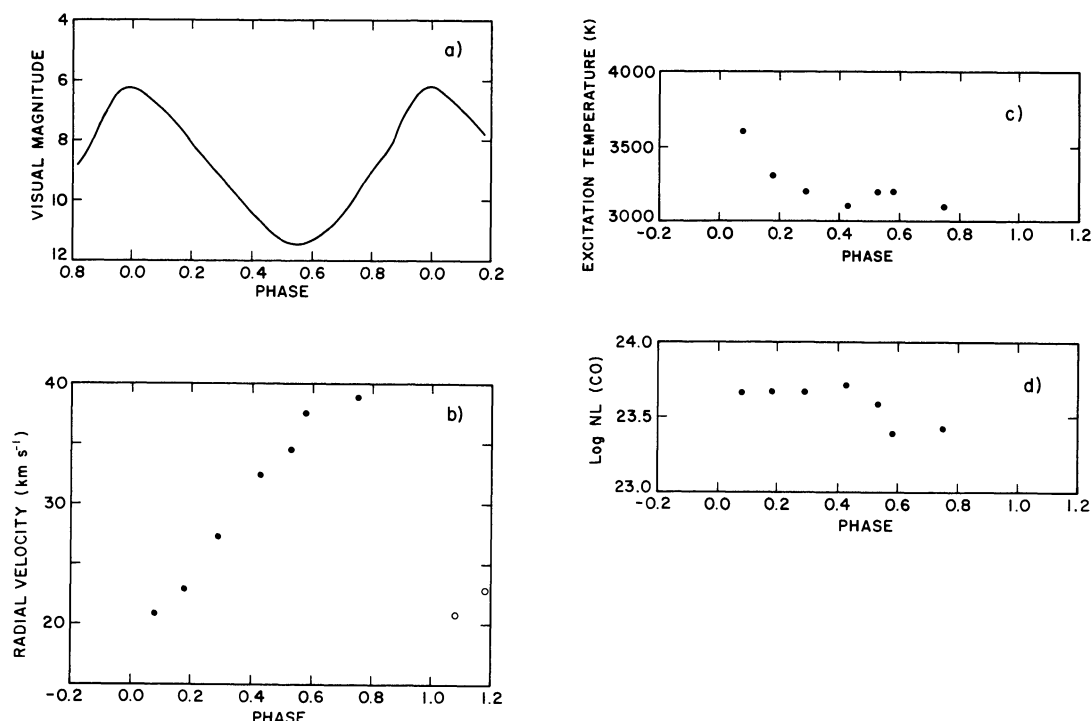 a)
VISUAL MAGNITUDE
4
6
8
10
12
0.8 0.0 0.2 0.4 0.6 0.8 0.0 0.2
PHASE
b)
RADIAL VELOCITY (km s⁻¹)
40
30
20
-0.2 0.0 0.2 0.4 0.6 0.8 1.0 1.2
PHASE
c)
EXCITATION TEMPERATURE (K)
4000
3500
3000
-0.2 0.0 0.2 0.4 0.6 0.8 1.0 1.2
PHASE
d)
Log NL (CO)
24.0
23.5
23.0
-0.2 0.0 0.2 0.4 0.6 0.8 1.0 1.2
PHASE